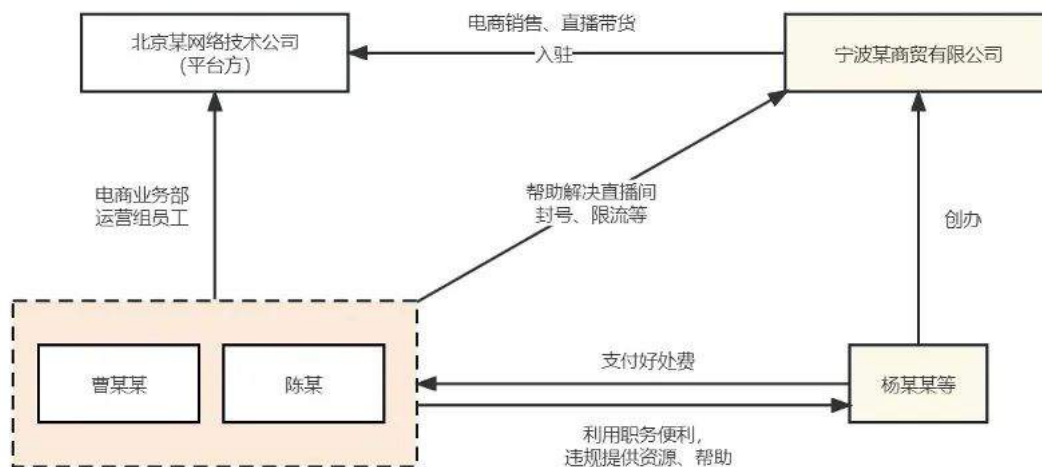 北京某网络技术公司
(平台方)
电商销售、直播带货
入驻
宁波某商贸有限公司
电商业务部
运营组员工
帮助解决直播间
封号、限流等
创办
曹某某
陈某
支付好处费
杨某某等
利用职务便利，
违规提供资源、帮助